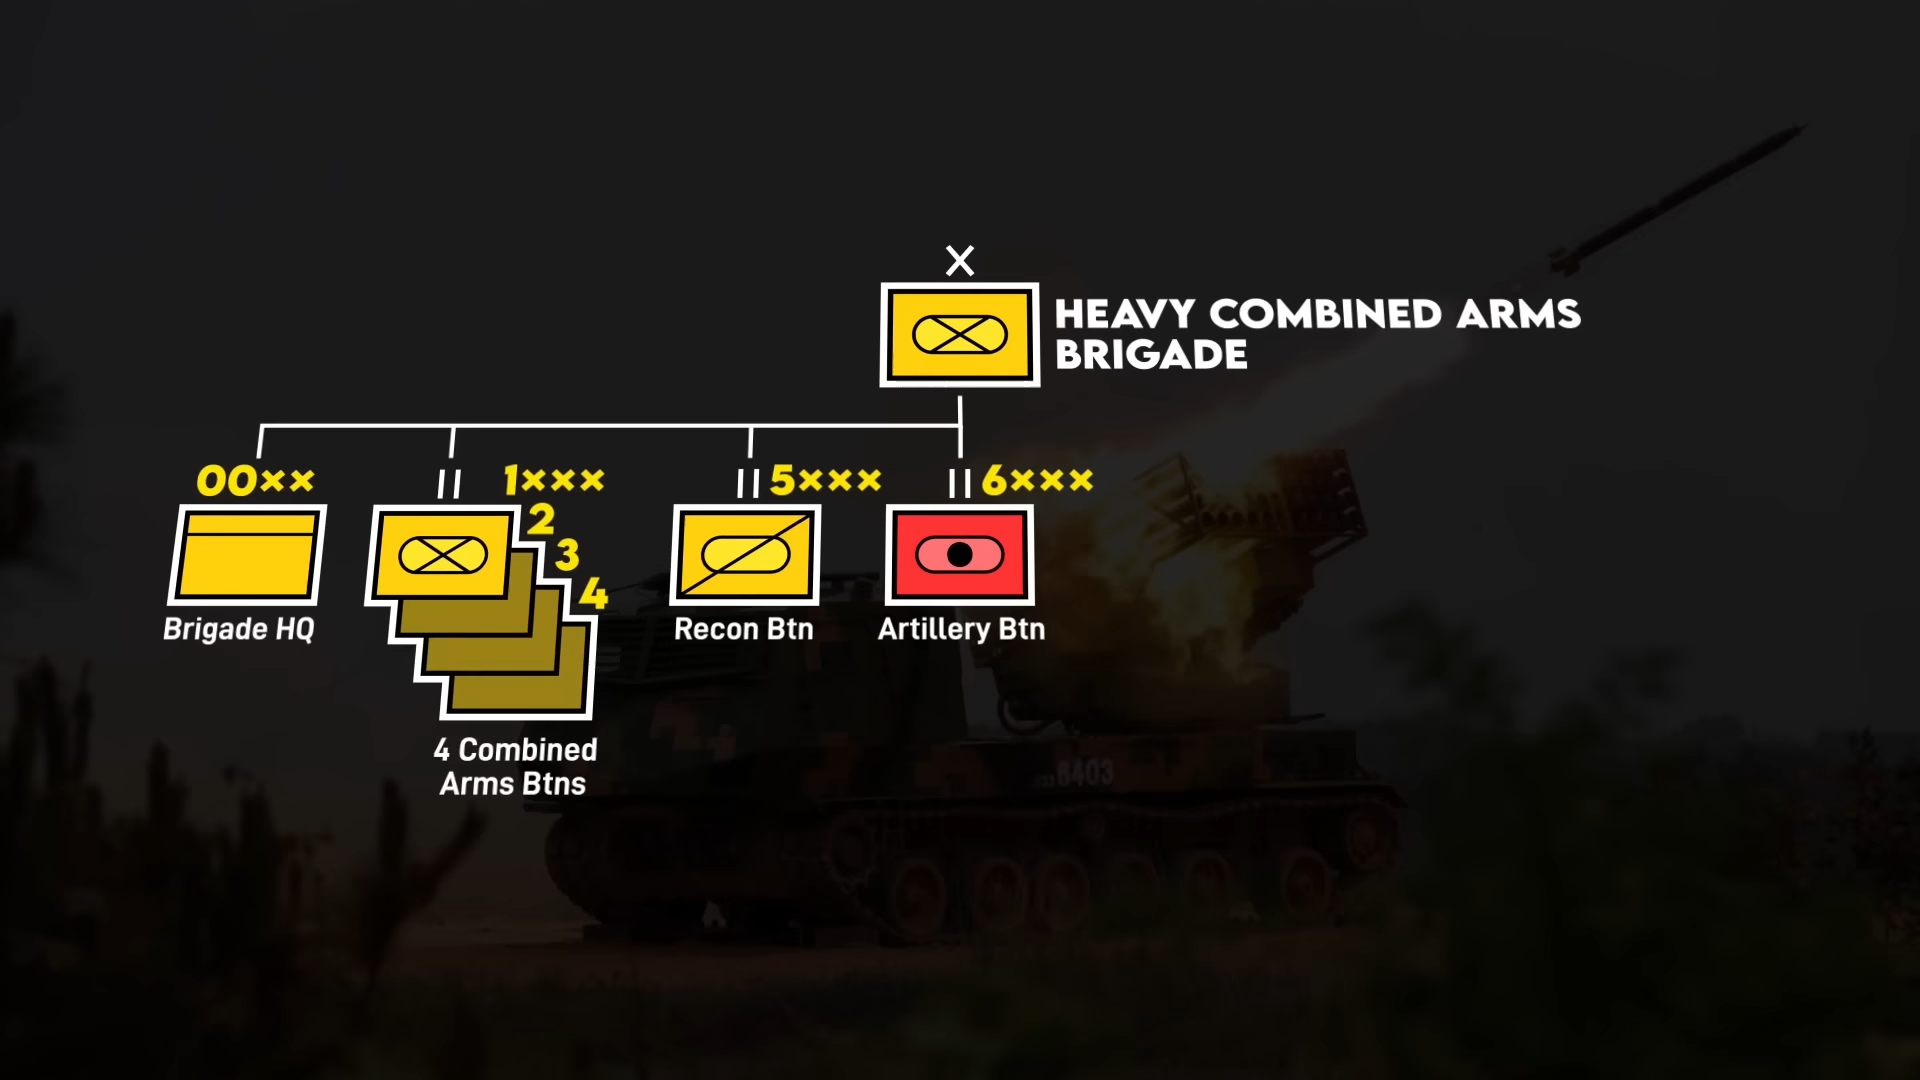 X
HEAVY COMBINED ARMS
BRIGADE
00××
1×××
2
3
4
5×××
6×××
Brigade HQ
Recon Btn
Artillery Btn
4 Combined
Arms Btns